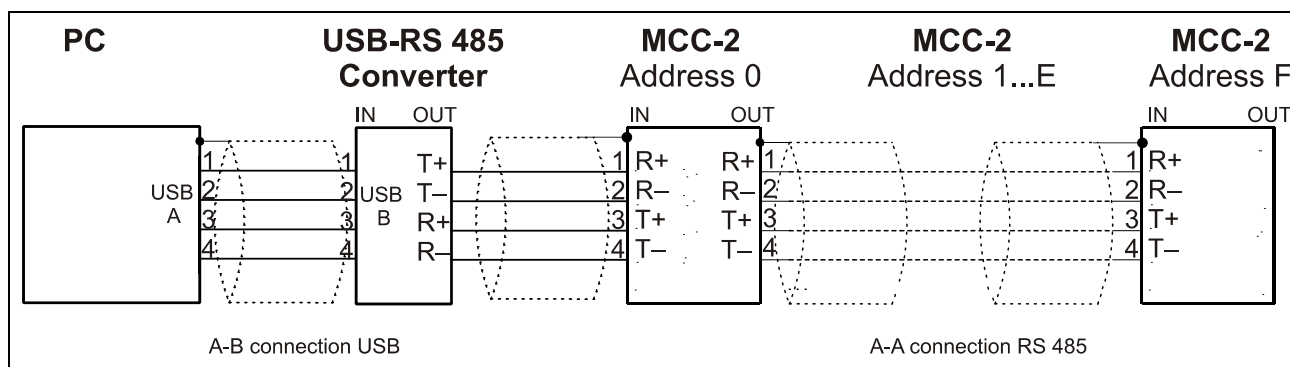 PC
USB-RS 485
Converter
MCC-2
Address 0
MCC-2
Address 1...E
MCC-2
Address F
IN OUT
IN OUT
IN OUT
USB
A
1
2
3
4
1
2
3
4
USB
B
T+
T–
R+
R–
1
2
3
4
R+
R–
T+
T–
R+
R–
T+
T–
1
2
3
4
1
2
3
4
R+
R–
T+
T–
A-B connection USB
A-A connection RS 485